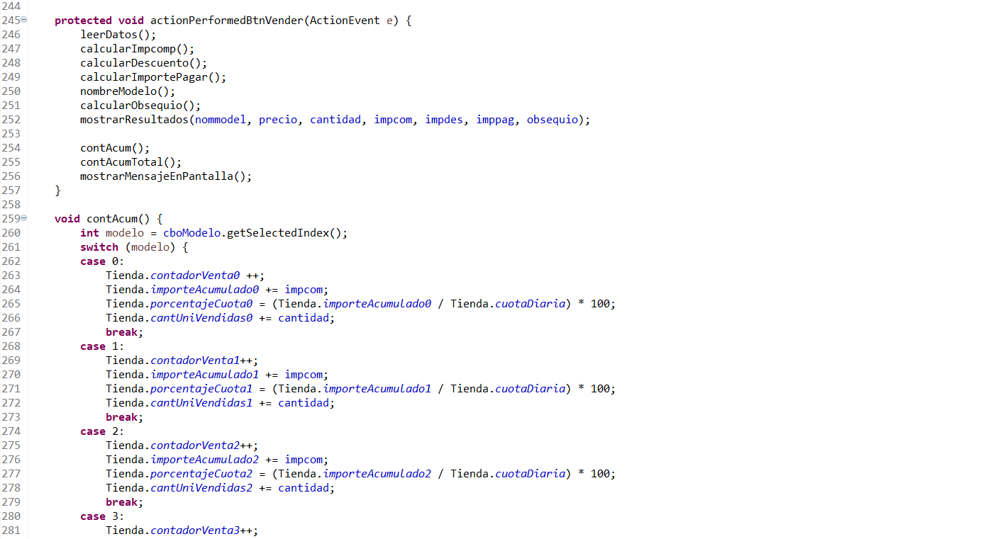 244
245 protected void actionPerformedBtnVender(ActionEvent e) {
246 leerDatos();
247 calcularImpcomp();
248 calcularDescuento();
249 calcularImportePagar();
250 nombreModelo();
251 calcularObsequio();
252 mostrarResultados(nommodel, precio, cantidad, impcom, impdes, imppag, obsequio);
253
254 contAcum();
255 contAcumTotal();
256 mostrarMensajeEnPantalla();
257 }
258
259 void contAcum() {
260 int modelo = cboModelo.getSelectedIndex();
261 switch (modelo) {
262 case 0:
263 Tienda.contadorVenta0 ++;
264 Tienda.importeAcumulado0 += impcom;
265 Tienda.porcentajeCuota0 = (Tienda.importeAcumulado0 / Tienda.cuotaDiaria) * 100;
266 Tienda.cantUniVendidas0 += cantidad;
267 break;
268 case 1:
269 Tienda.contadorVenta1++;
270 Tienda.importeAcumulado1 += impcom;
271 Tienda.porcentajeCuota1 = (Tienda.importeAcumulado1 / Tienda.cuotaDiaria) * 100;
272 Tienda.cantUniVendidas1 += cantidad;
273 break;
274 case 2:
275 Tienda.contadorVenta2++;
276 Tienda.importeAcumulado2 += impcom;
277 Tienda.porcentajeCuota2 = (Tienda.importeAcumulado2 / Tienda.cuotaDiaria) * 100;
278 Tienda.cantUniVendidas2 += cantidad;
279 break;
280 case 3:
281 Tienda.contadorVenta3++;